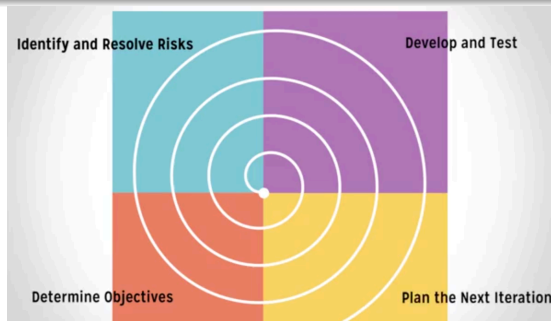 Identify and Resolve Risks
Develop and Test
Determine Objectives
Plan the Next Iteration